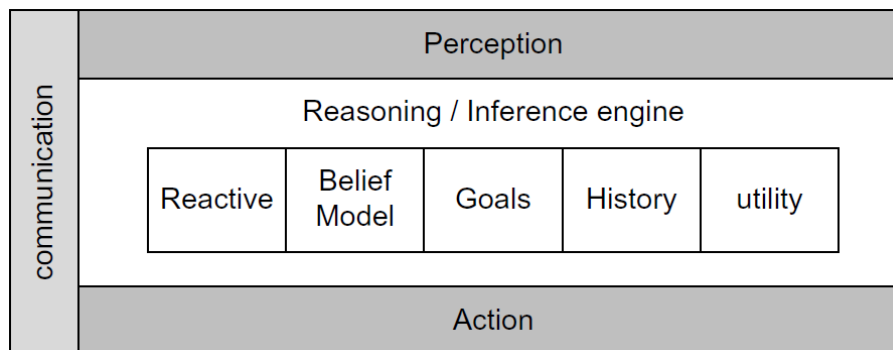 communication
Perception
Reasoning / Inference engine
Reactive
Belief
Model
Goals
History
utility
Action